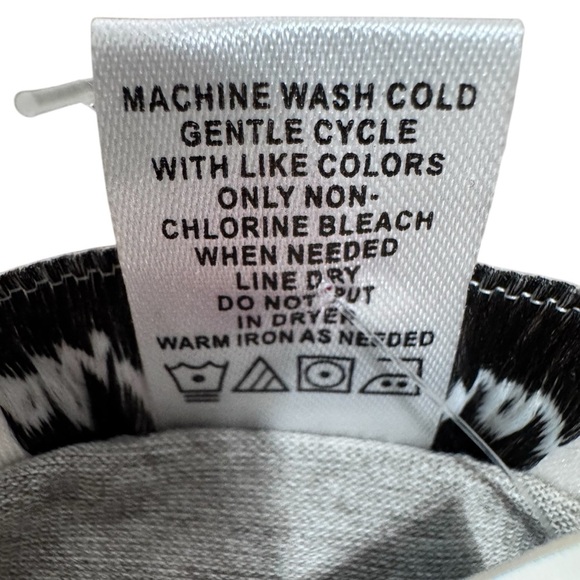 MACHINE WASH COLD
GENTLE CYCLE
WITH LIKE COLORS
ONLY NON-
CHLORINE BLEACH
WHEN NEEDED
LINE DRY
DO NOT PUT
IN DRYER
WARM IRON AS NEEDED